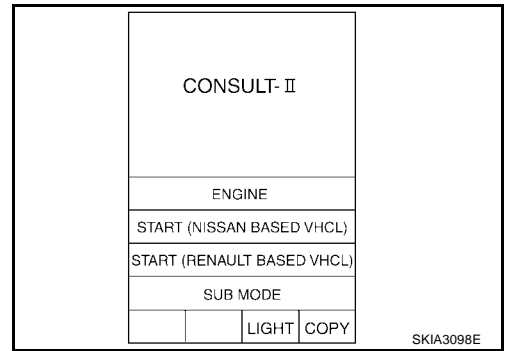 CONSULT-Ⅱ
ENGINE
START (NISSAN BASED VHCL)
START (RENAULT BASED VHCL)
SUB MODE
LIGHT COPY
SKIA3098E